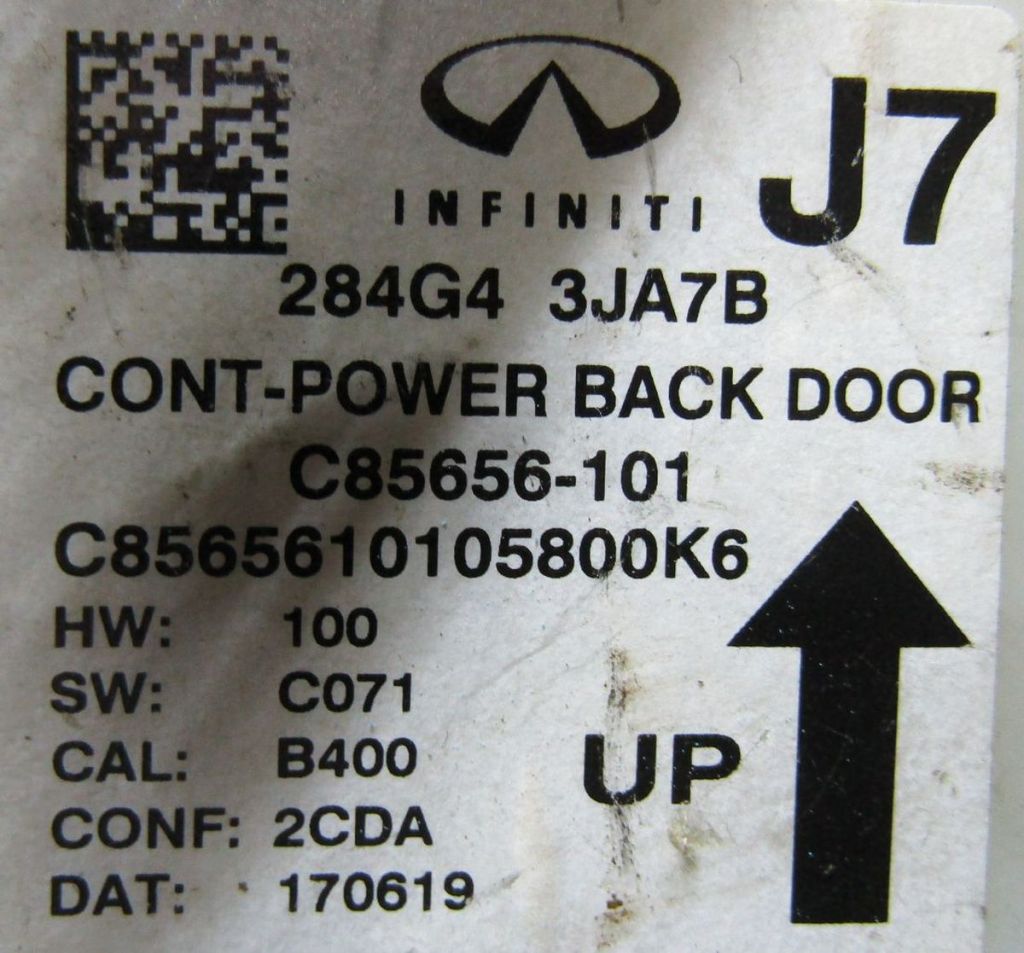 INFINITI
J7
284G4 3JA7B
CONT-POWER BACK DOOR
C85656-101
C8565610105800K6
HW: 100
SW: C071
CAL: B400
CONF: 2CDA
DAT: 170619
UP